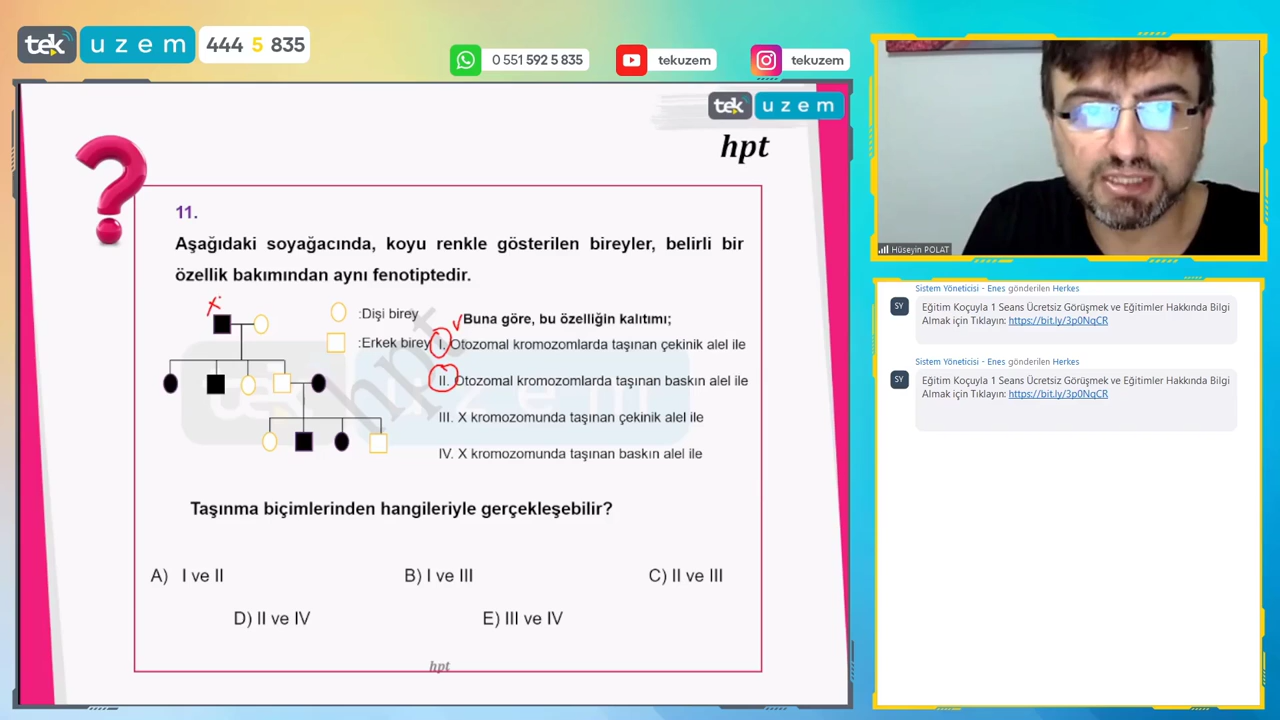 tek uzem 444 5 835
0 551 592 5 835
tekuzem
tekuzem
tek uzem
hpt
11.
Aşağıdaki soyağacında, koyu renkle gösterilen bireyler, belirli bir
özellik bakımından aynı fenotiptedir.
X
:Dişi birey
:Erkek birey
Buna göre, bu özelliğin kalıtımı;
I. Otozomal kromozomlarda taşınan çekinik alel ile
II. Otozomal kromozomlarda taşınan baskın alel ile
III. X kromozomunda taşınan çekinik alel ile
IV. X kromozomunda taşınan baskın alel ile
hpt
uzem
Taşınma biçimlerinden hangileriyle gerçekleşebilir?
A) I ve II
B) I ve III
C) II ve III
D) II ve IV
E) III ve IV
hpt
Hüseyin POLAT
Sistem Yöneticisi - Enes gönderilen Herkes
SY
Eğitim Koçuyla 1 Seans Ücretsiz Görüşmek ve Eğitimler Hakkında Bilgi
Almak için Tıklayın: https://bit.ly/3p0NqCR
Sistem Yöneticisi - Enes gönderilen Herkes
SY
Eğitim Koçuyla 1 Seans Ücretsiz Görüşmek ve Eğitimler Hakkında Bilgi
Almak için Tıklayın: https://bit.ly/3p0NqCR